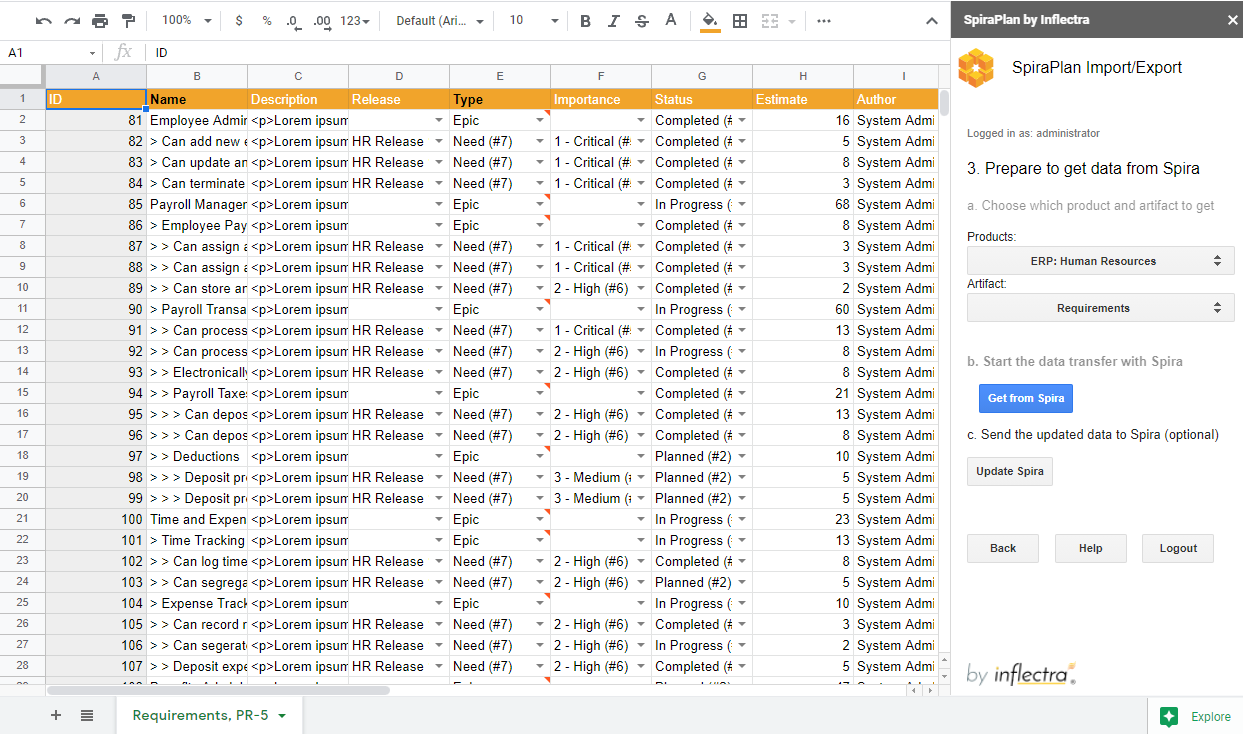 100% $ % .0 .00 123 Default (Ari... 10 B I S A ... SpiraPlan by Inflectra ×
A1 fx ID
SpiraPlan Import/Export
A B C D E F G H I
1 ID Name Description Release Type Importance Status Estimate Author
2 81 Employee Admir <p>Lorem ipsum Epic Completed (# 16 System Admi
3 82 > Can add new e <p>Lorem ipsum HR Release Need (#7) 1 - Critical (#: Completed (# 5 System Admi
4 83 > Can update an <p>Lorem ipsum HR Release Need (#7) 1 - Critical (#: Completed (# 8 System Admi
5 84 > Can terminate <p>Lorem ipsum HR Release Need (#7) 1 - Critical (#: Completed (# 3 System Admi
6 85 Payroll Manager <p>Lorem ipsum Epic In Progress (: 68 System Admi
7 86 > Employee Pay <p>Lorem ipsum Epic Completed (# 8 System Admi
8 87 > > Can assign a <p>Lorem ipsum HR Release Need (#7) 1 - Critical (#: Completed (# 3 System Admi
9 88 > > Can assign a <p>Lorem ipsum HR Release Need (#7) 1 - Critical (#: Completed (# 3 System Admi
10 89 > > Can store an <p>Lorem ipsum HR Release Need (#7) 2 - High (#6) Completed (# 2 System Admi
11 90 > Payroll Transa <p>Lorem ipsum Epic In Progress (: 60 System Admi
12 91 > > Can process <p>Lorem ipsum HR Release Need (#7) 1 - Critical (#: Completed (# 13 System Admi
13 92 > > Can process <p>Lorem ipsum HR Release Need (#7) 2 - High (#6) In Progress (: 8 System Admi
14 93 > > Electronically <p>Lorem ipsum HR Release Need (#7) 2 - High (#6) Completed (# 8 System Admi
15 94 > > Payroll Taxes <p>Lorem ipsum Epic Completed (# 21 System Admi
16 95 > > > Can depos <p>Lorem ipsum HR Release Need (#7) 2 - High (#6) Completed (# 13 System Admi
17 96 > > > Can depos <p>Lorem ipsum HR Release Need (#7) 2 - High (#6) Completed (# 8 System Admi
18 97 > > Deductions <p>Lorem ipsum Epic Planned (#2) 10 System Admi
19 98 > > > Deposit pr <p>Lorem ipsum HR Release Need (#7) 3 - Medium (# Planned (#2) 5 System Admi
20 99 > > > Deposit pr <p>Lorem ipsum HR Release Need (#7) 3 - Medium (# Planned (#2) 5 System Admi
21 100 Time and Expen <p>Lorem ipsum Epic In Progress (: 23 System Admi
22 101 > Time Tracking <p>Lorem ipsum Epic In Progress (: 13 System Admi
23 102 > > Can log time <p>Lorem ipsum HR Release Need (#7) 2 - High (#6) Completed (# 8 System Admi
24 103 > > Can segrega <p>Lorem ipsum HR Release Need (#7) 2 - High (#6) Planned (#2) 5 System Admi
25 104 > Expense Track <p>Lorem ipsum Epic In Progress (: 10 System Admi
26 105 > > Can record r <p>Lorem ipsum HR Release Need (#7) 2 - High (#6) Completed (# 3 System Admi
27 106 > > Can segerat <p>Lorem ipsum HR Release Need (#7) 2 - High (#6) In Progress (: 2 System Admi
28 107 > > Deposit expe <p>Lorem ipsum HR Release Need (#7) 2 - High (#6) Completed (# 5 System Admi
Logged in as: administrator
3. Prepare to get data from Spira
a. Choose which product and artifact to get
Products:
ERP: Human Resources
Artifact:
Requirements
b. Start the data transfer with Spira
Get from Spira
c. Send the updated data to Spira (optional)
Update Spira
Back Help Logout
by inflectra
Requirements, PR-5
Explore